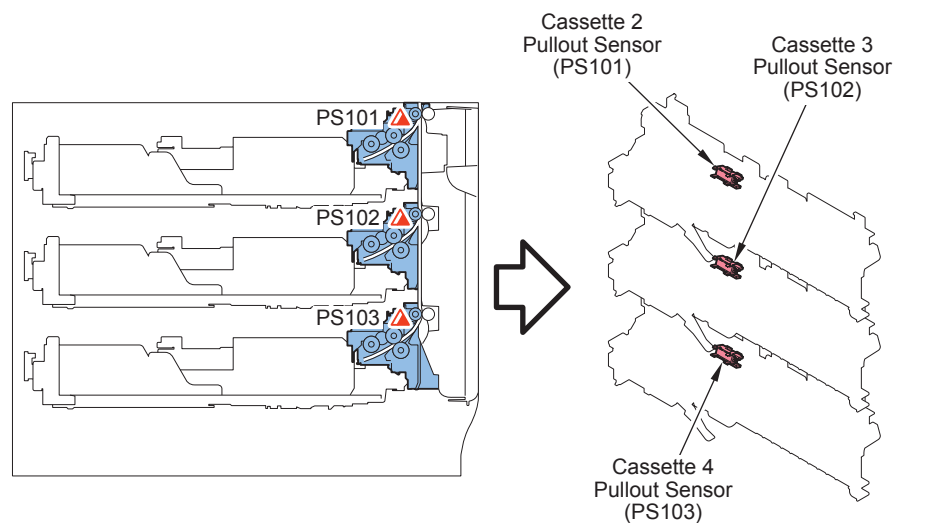 PS101
PS102
PS103
Cassette 2
Pullout Sensor
(PS101)
Cassette 3
Pullout Sensor
(PS102)
Cassette 4
Pullout Sensor
(PS103)